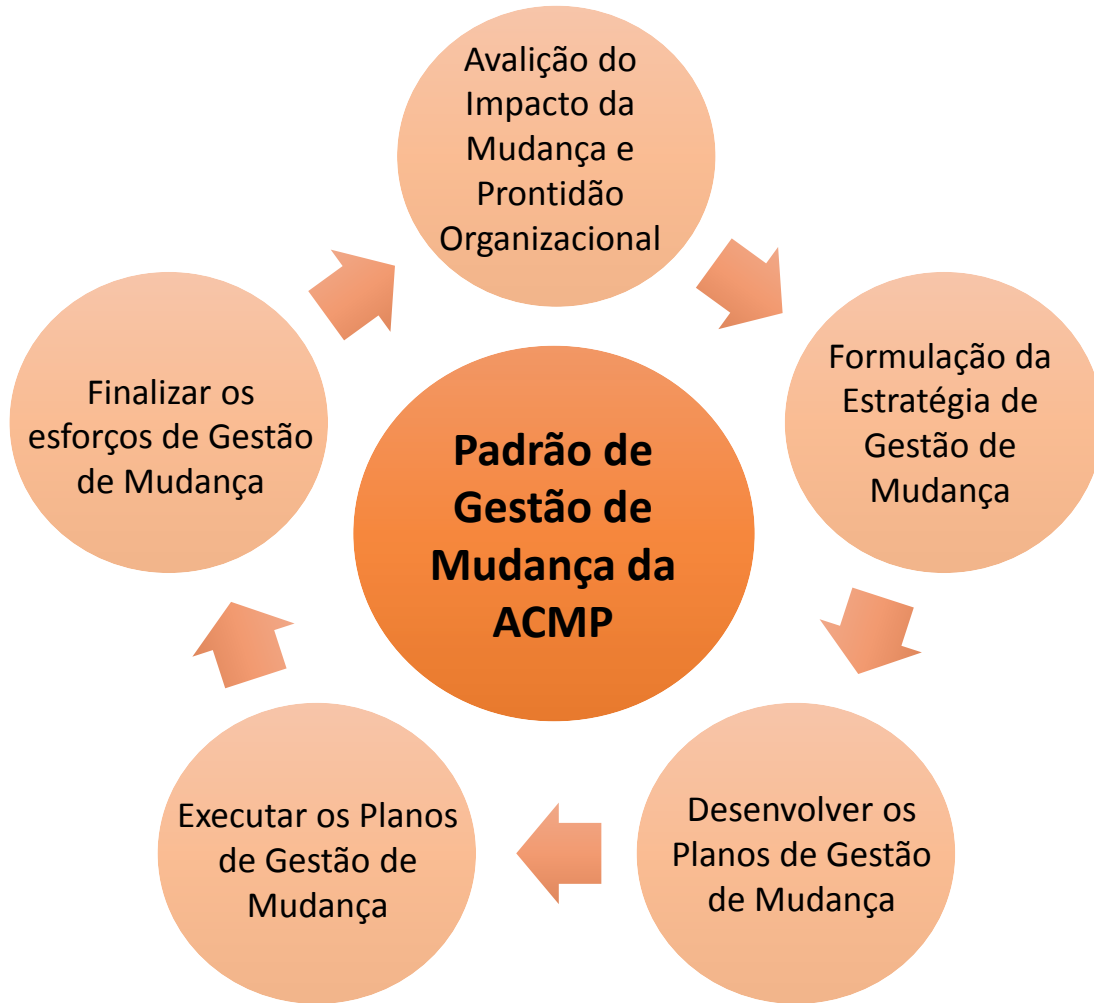 Avalição do
Impacto da
Mudança e
Prontidão
Organizacional
Formulação da
Estratégia de
Gestão de
Mudança
Desenvolver os
Planos de Gestão
de Mudança
Executar os Planos
de Gestão de
Mudança
Finalizar os
esforços de Gestão
de Mudança
Padrão de
Gestão de
Mudança da
ACMP